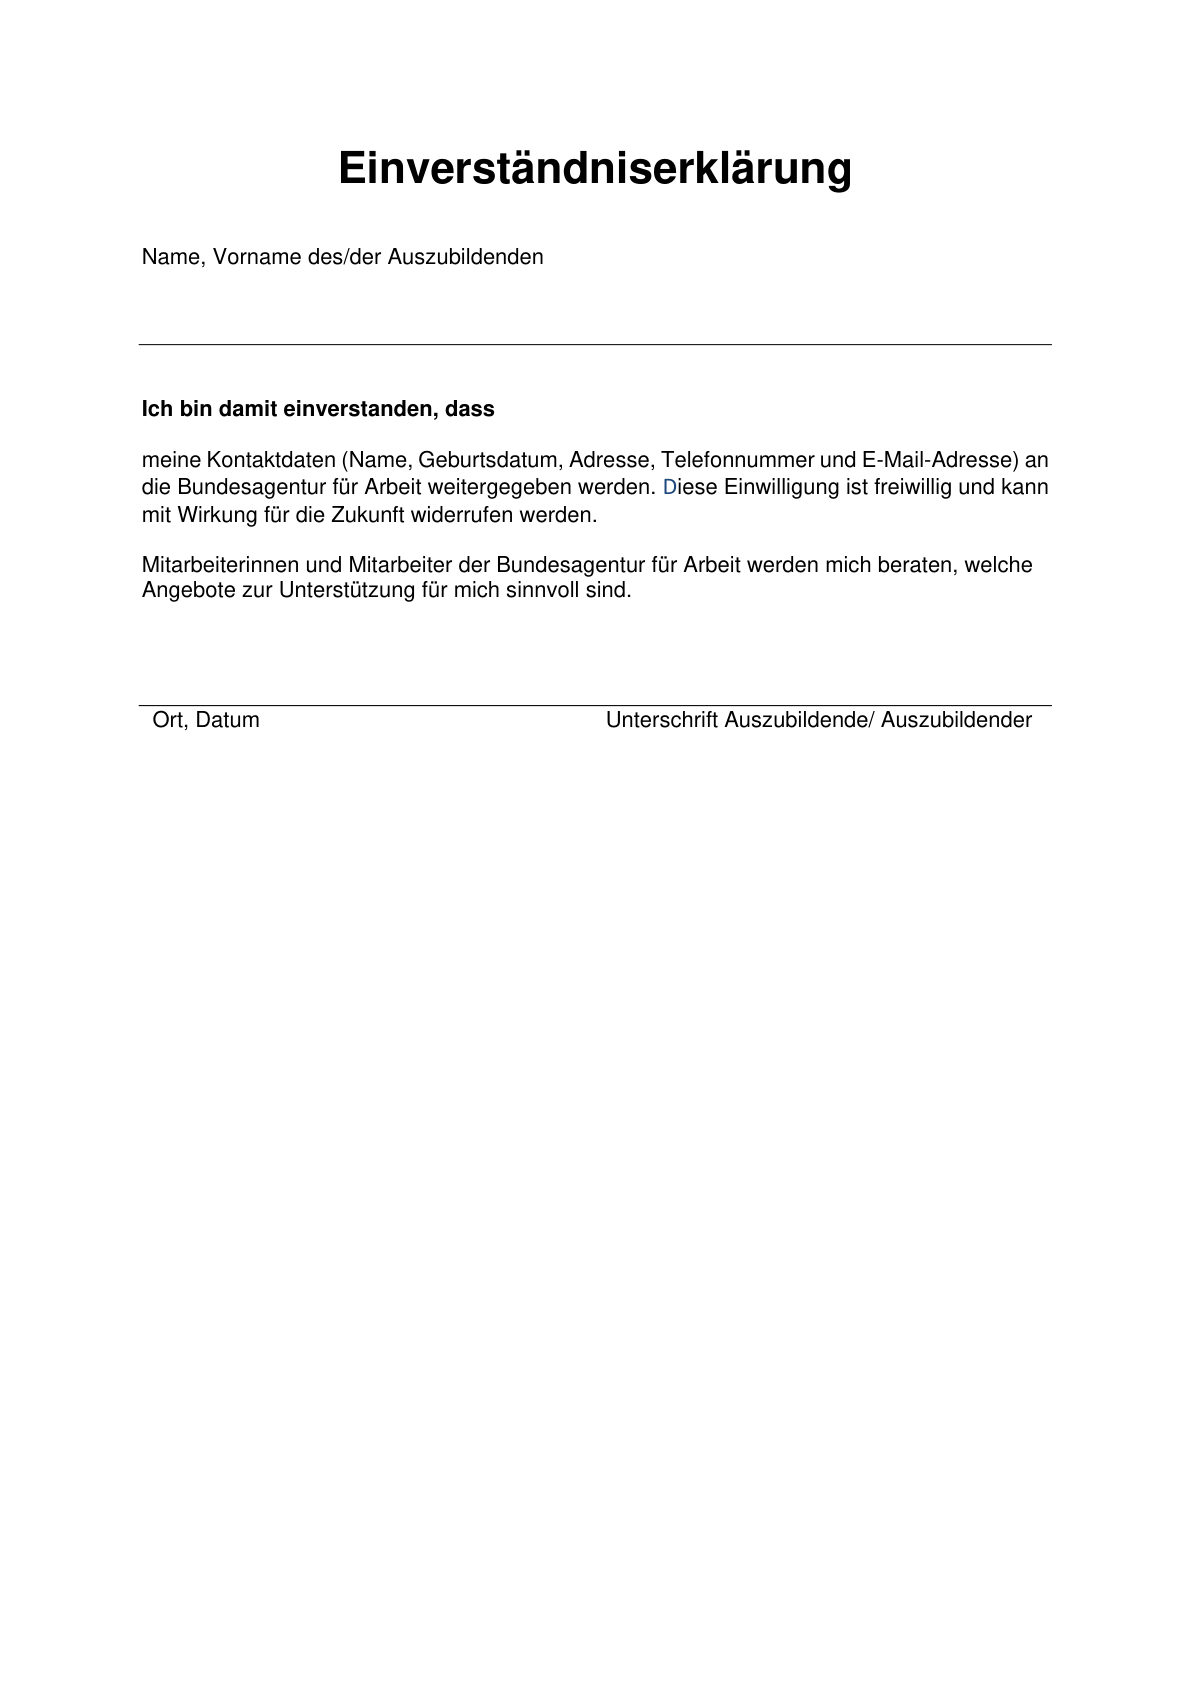 Einverständniserklärung
Name, Vorname des/der Auszubildenden
Ich bin damit einverstanden, dass
meine Kontaktdaten (Name, Geburtsdatum, Adresse, Telefonnummer und E-Mail-Adresse) an
die Bundesagentur für Arbeit weitergegeben werden. Diese Einwilligung ist freiwillig und kann
mit Wirkung für die Zukunft widerrufen werden.
Mitarbeiterinnen und Mitarbeiter der Bundesagentur für Arbeit werden mich beraten, welche
Angebote zur Unterstützung für mich sinnvoll sind.
Ort, Datum Unterschrift Auszubildende/ Auszubildender